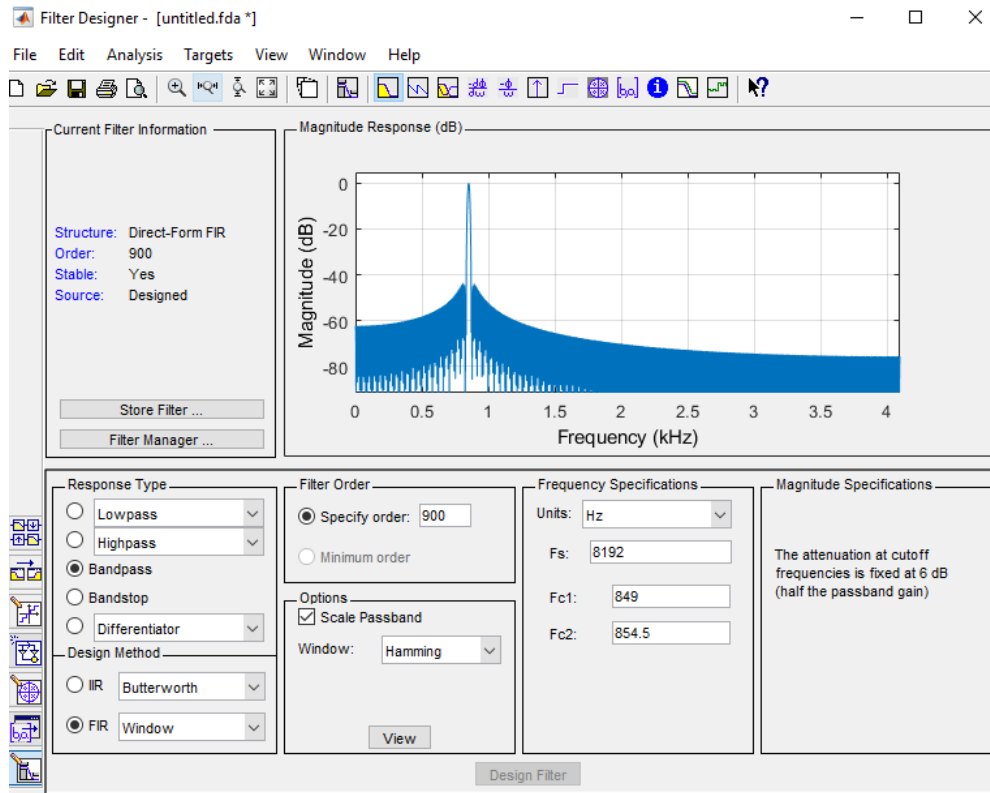 Filter Designer - [untitled.fda *]
File Edit Analysis Targets View Window Help
Current Filter Information
Structure: Direct-Form FIR
Order: 900
Stable: Yes
Source: Designed
Store Filter ...
Filter Manager ...
Magnitude Response (dB)
Magnitude (dB)
0
-20
-40
-60
-80
0 0.5 1 1.5 2 2.5 3 3.5 4
Frequency (kHz)
Response Type
Lowpass
Highpass
Bandpass
Bandstop
Differentiator
Design Method
IIR Butterworth
FIR Window
Filter Order
Specify order: 900
Minimum order
Options
Scale Passband
Window: Hamming
View
Frequency Specifications
Units: Hz
Fs: 8192
Fc1: 849
Fc2: 854.5
Magnitude Specifications
The attenuation at cutoff
frequencies is fixed at 6 dB
(half the passband gain)
Design Filter